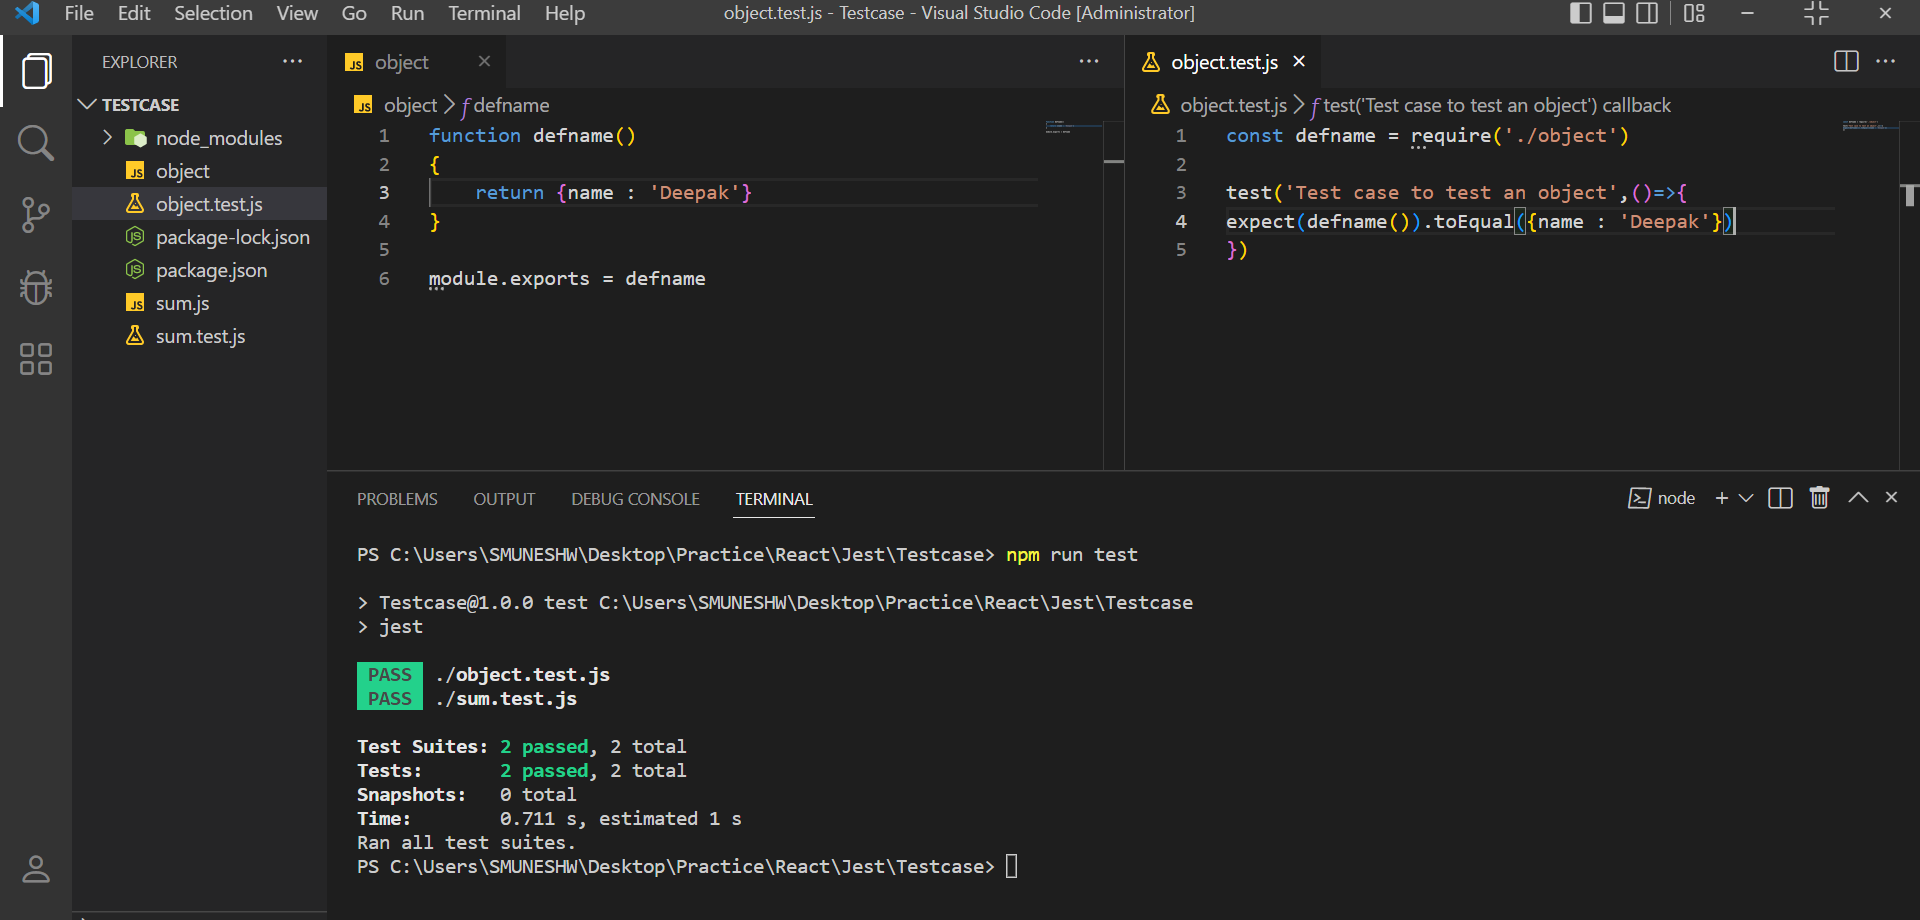 File Edit Selection View Go Run Terminal Help object.test.js - Testcase - Visual Studio Code [Administrator]
EXPLORER ···
TESTCASE
node_modules
JS object
object.test.js
package-lock.json
package.json
JS sum.js
sum.test.js
JS object
JS object > f defname
1 function defname()
2 {
3 return {name : 'Deepak'}
4 }
5
6 module.exports = defname
object.test.js
object.test.js > f test('Test case to test an object') callback
1 const defname = require('./object')
2
3 test('Test case to test an object',()=>{
4 expect(defname()).toEqual({name : 'Deepak'})
5 })
PROBLEMS OUTPUT DEBUG CONSOLE TERMINAL node
PS C:\Users\SMUNESHW\Desktop\Practice\React\Jest\Testcase> npm run test
> Testcase@1.0.0 test C:\Users\SMUNESHW\Desktop\Practice\React\Jest\Testcase
> jest
PASS ./object.test.js
PASS ./sum.test.js
Test Suites: 2 passed, 2 total
Tests: 2 passed, 2 total
Snapshots: 0 total
Time: 0.711 s, estimated 1 s
Ran all test suites.
PS C:\Users\SMUNESHW\Desktop\Practice\React\Jest\Testcase>